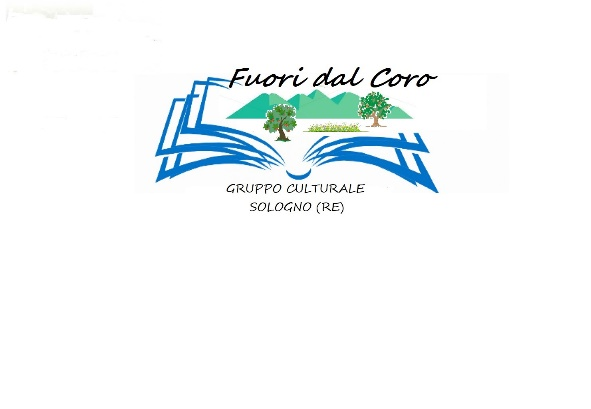 Fuori dal Coro
GRUPPO CULTURALE
SOLOGNO (RE)